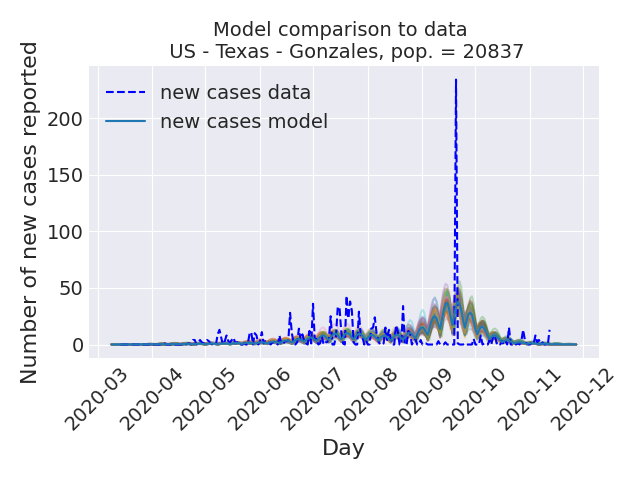 Model comparison to data
US - Texas - Gonzales, pop. = 20837
Number of new cases reported
new cases data
new cases model
200
150
100
50
0
2020-03
2020-04
2020-05
2020-06
2020-07
2020-08
2020-09
2020-10
2020-11
2020-12
Day